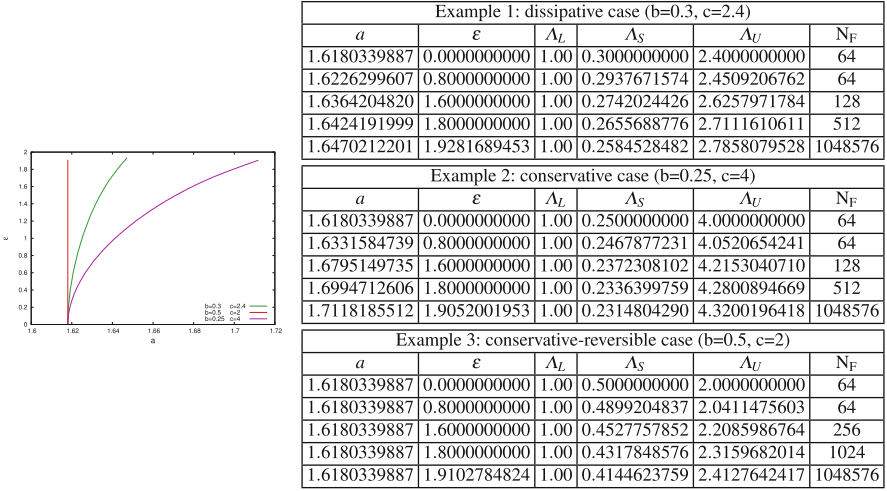 2
1.8
1.6
1.4
1.2
1
0.8
0.6
0.4
0.2
0
ε
1.6 1.62 1.64 1.66 1.68 1.7 1.72
a
b=0.3 c=2.4
b=0.5 c=2
b=0.25 c=4
Example 1: dissipative case (b=0.3, c=2.4)
a ε Λ_L Λ_S Λ_U N_F
1.6180339887 0.0000000000 1.00 0.3000000000 2.4000000000 64
1.6226299607 0.8000000000 1.00 0.2937671574 2.4509206762 64
1.6364204820 1.6000000000 1.00 0.2742024426 2.6257971784 128
1.6424191999 1.8000000000 1.00 0.2655688776 2.7111610611 512
1.6470212201 1.9281689453 1.00 0.2584528482 2.7858079528 1048576
Example 2: conservative case (b=0.25, c=4)
a ε Λ_L Λ_S Λ_U N_F
1.6180339887 0.0000000000 1.00 0.2500000000 4.0000000000 64
1.6331584739 0.8000000000 1.00 0.2467877231 4.0520654241 64
1.6795149735 1.6000000000 1.00 0.2372308102 4.2153040710 128
1.6994712606 1.8000000000 1.00 0.2336399759 4.2800894669 512
1.7118185512 1.9052001953 1.00 0.2314804290 4.3200196418 1048576
Example 3: conservative-reversible case (b=0.5, c=2)
a ε Λ_L Λ_S Λ_U N_F
1.6180339887 0.0000000000 1.00 0.5000000000 2.0000000000 64
1.6180339887 0.8000000000 1.00 0.4899204837 2.0411475603 64
1.6180339887 1.6000000000 1.00 0.4527757852 2.2085986764 256
1.6180339887 1.8000000000 1.00 0.4317848576 2.3159682014 1024
1.6180339887 1.9102784824 1.00 0.4144623759 2.4127642417 1048576